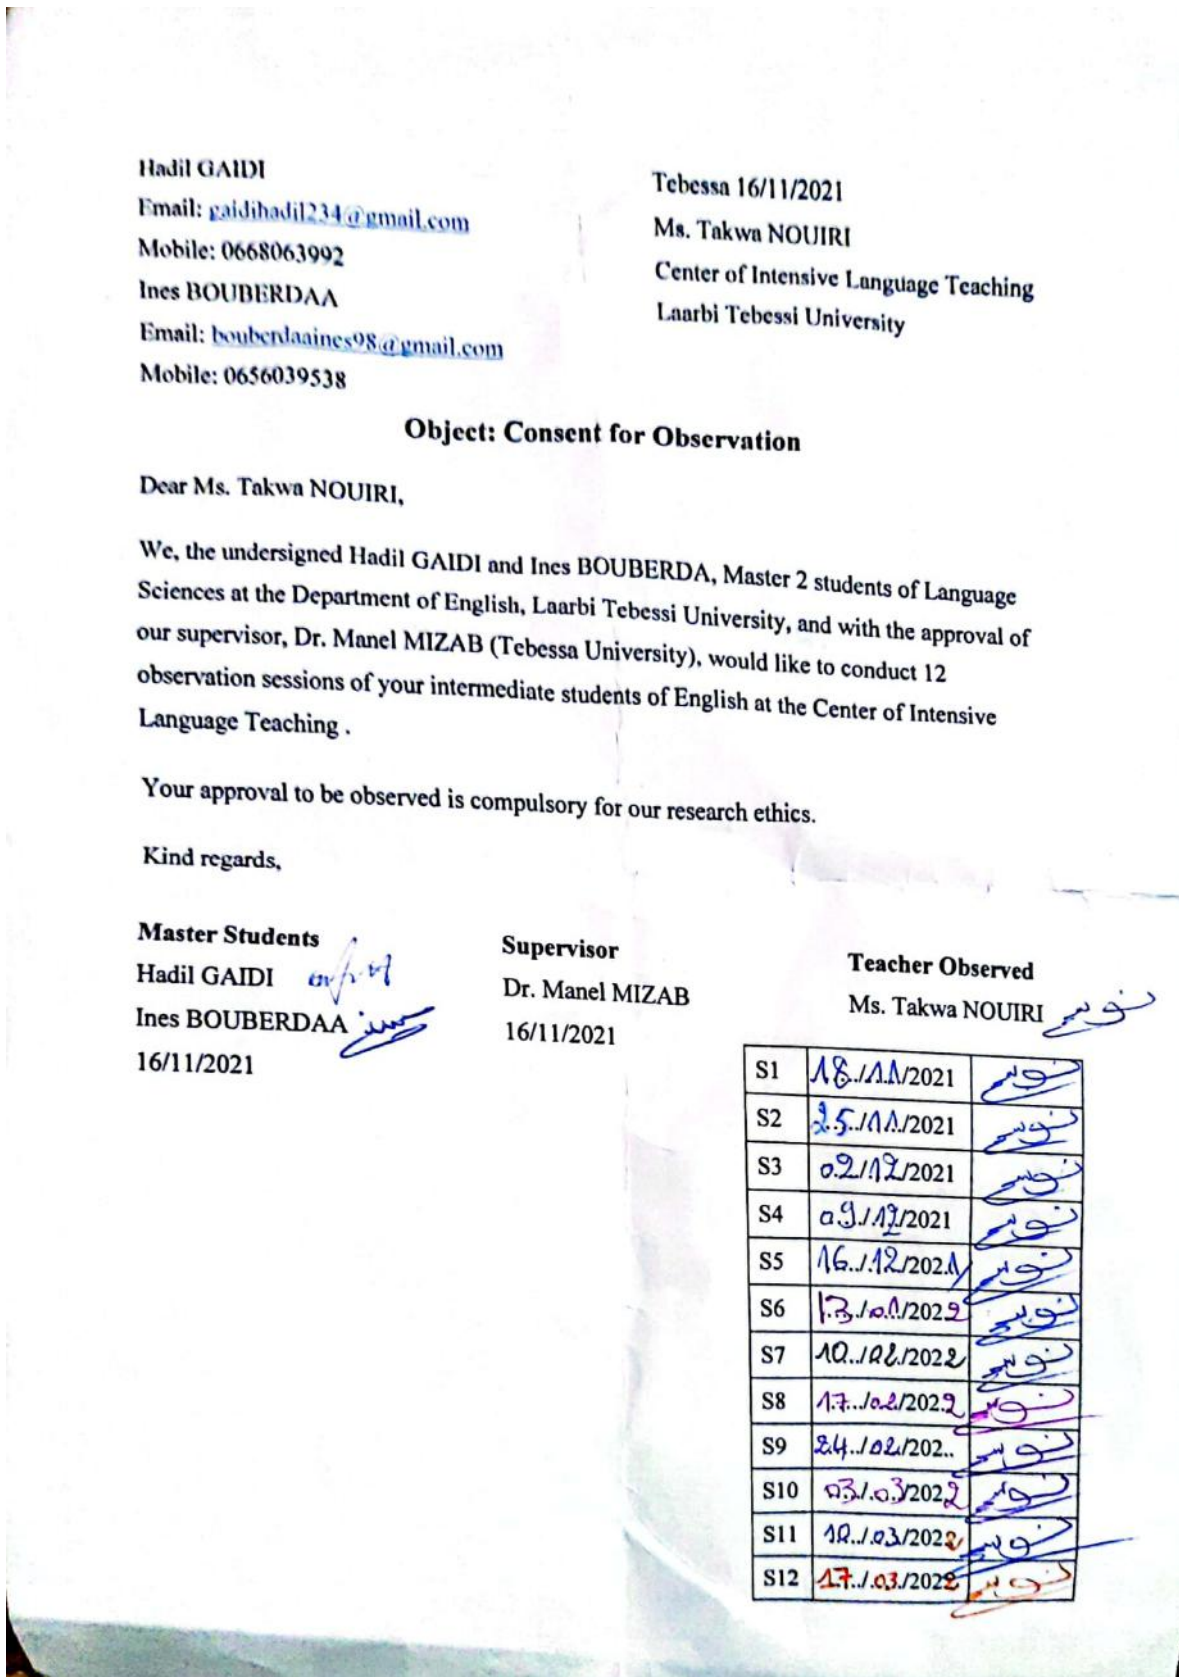 Hadil GAIDI
Email: gaidihadil234@gmail.com
Mobile: 0668063992
Ines BOUBERDAA
Email: bouberdaaines98@gmail.com
Mobile: 0656039538
Tebessa 16/11/2021
Ms. Takwa NOUIRI
Center of Intensive Language Teaching
Laarbi Tebessi University
Object: Consent for Observation
Dear Ms. Takwa NOUIRI,
We, the undersigned Hadil GAIDI and Ines BOUBERDA, Master 2 students of Language
Sciences at the Department of English, Laarbi Tebessi University, and with the approval of
our supervisor, Dr. Manel MIZAB (Tebessa University), would like to conduct 12
observation sessions of your intermediate students of English at the Center of Intensive
Language Teaching .
Your approval to be observed is compulsory for our research ethics.
Kind regards,
Master Students
Hadil GAIDI
Ines BOUBERDAA
16/11/2021
Supervisor
Dr. Manel MIZAB
16/11/2021
Teacher Observed
Ms. Takwa NOUIRI
S1 18../11/2021
S2 25../11/2021
S3 02/12/2021
S4 09/12/2021
S5 16../12/2021
S6 13./01/2022
S7 10../02/2022
S8 17.../02/2022
S9 24../02/202..
S10 03/.03/2022
S11 10../.03/2022
S12 17../.03./2022